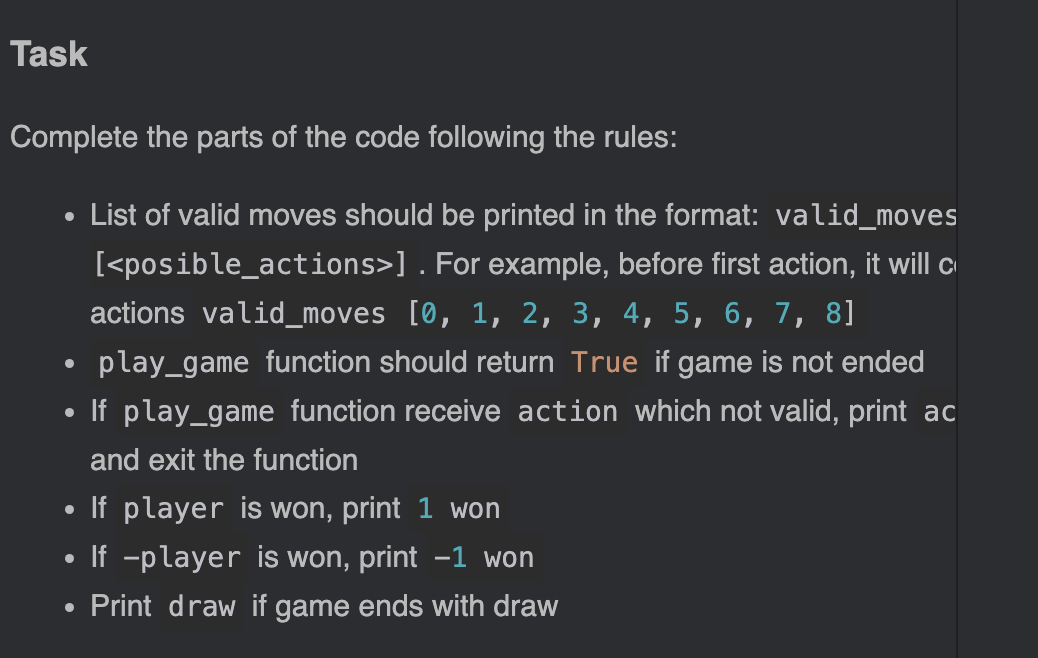 Task
Complete the parts of the code following the rules:
• List of valid moves should be printed in the format: valid_moves
[<posible_actions>] . For example, before first action, it will
actions valid_moves [0, 1, 2, 3, 4, 5, 6, 7, 8]
• play_game function should return True if game is not ended
• If play_game function receive action which not valid, print
and exit the function
• If player is won, print 1 won
• If -player is won, print -1 won
• Print draw if game ends with draw